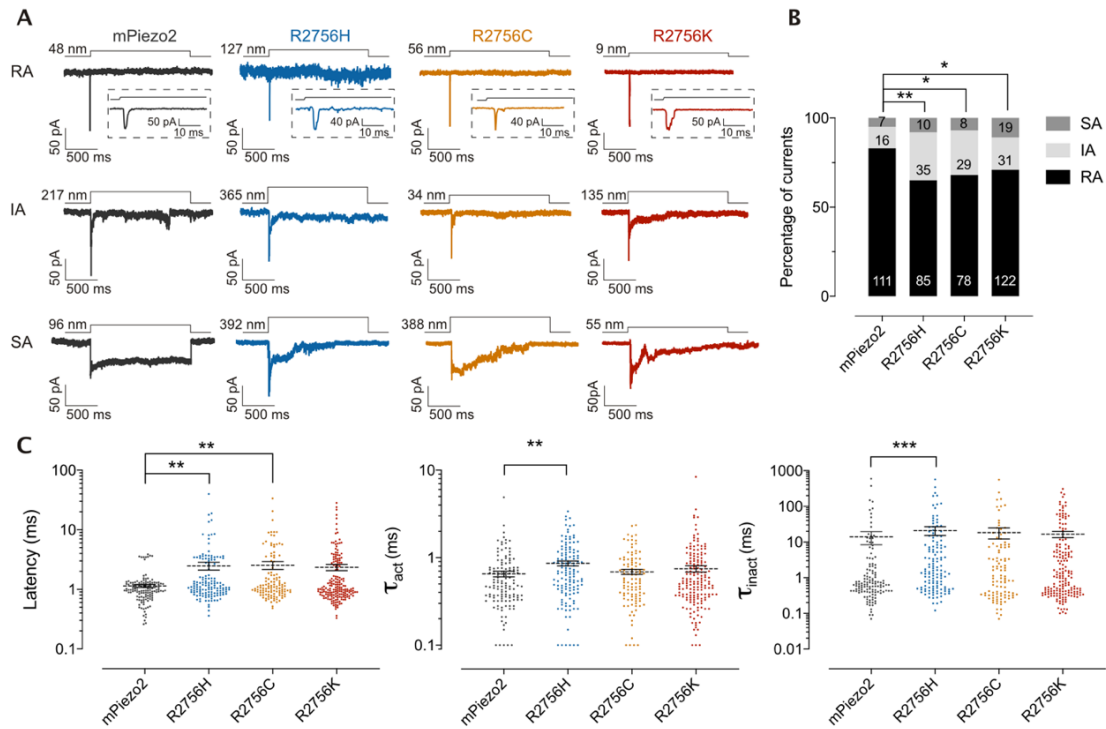 A
mPiezo2 R2756H R2756C R2756K
RA
48 nm 127 nm 56 nm 9 nm
50 pA 40 pA 40 pA 50 pA
10 ms 10 ms 10 ms 10 ms
50 pA 50 pA 50 pA 50 pA
500 ms 500 ms 500 ms 500 ms
IA
217 nm 365 nm 34 nm 135 nm
50 pA 50 pA 50 pA 50 pA
500 ms 500 ms 500 ms 500 ms
SA
96 nm 392 nm 388 nm 55 nm
50 pA 50 pA 50 pA 50pA
500 ms 500 ms 500 ms 500 ms
B
*
*
**
Percentage of currents
100
50
0
7 10 8 19
16 35 29 31
111 85 78 122
SA
IA
RA
mPiezo2 R2756H R2756C R2756K
C
**
**
Latency (ms)
100
10
1
0.1
mPiezo2 R2756H R2756C R2756K
**
τact (ms)
10
1
0.1
mPiezo2 R2756H R2756C R2756K
***
τinact (ms)
1000
100
10
1
0.1
0.01
mPiezo2 R2756H R2756C R2756K